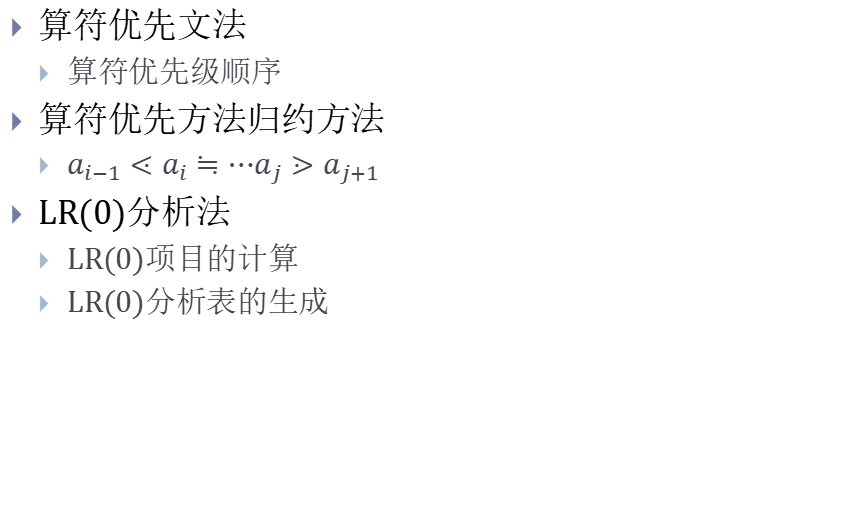 算符优先文法
算符优先级顺序
算符优先方法归约方法
aᵢ₋₁ ⋖ aᵢ ≒ ⋯aⱼ ⋗ aⱼ₊₁
LR(0)分析法
LR(0)项目的计算
LR(0)分析表的生成